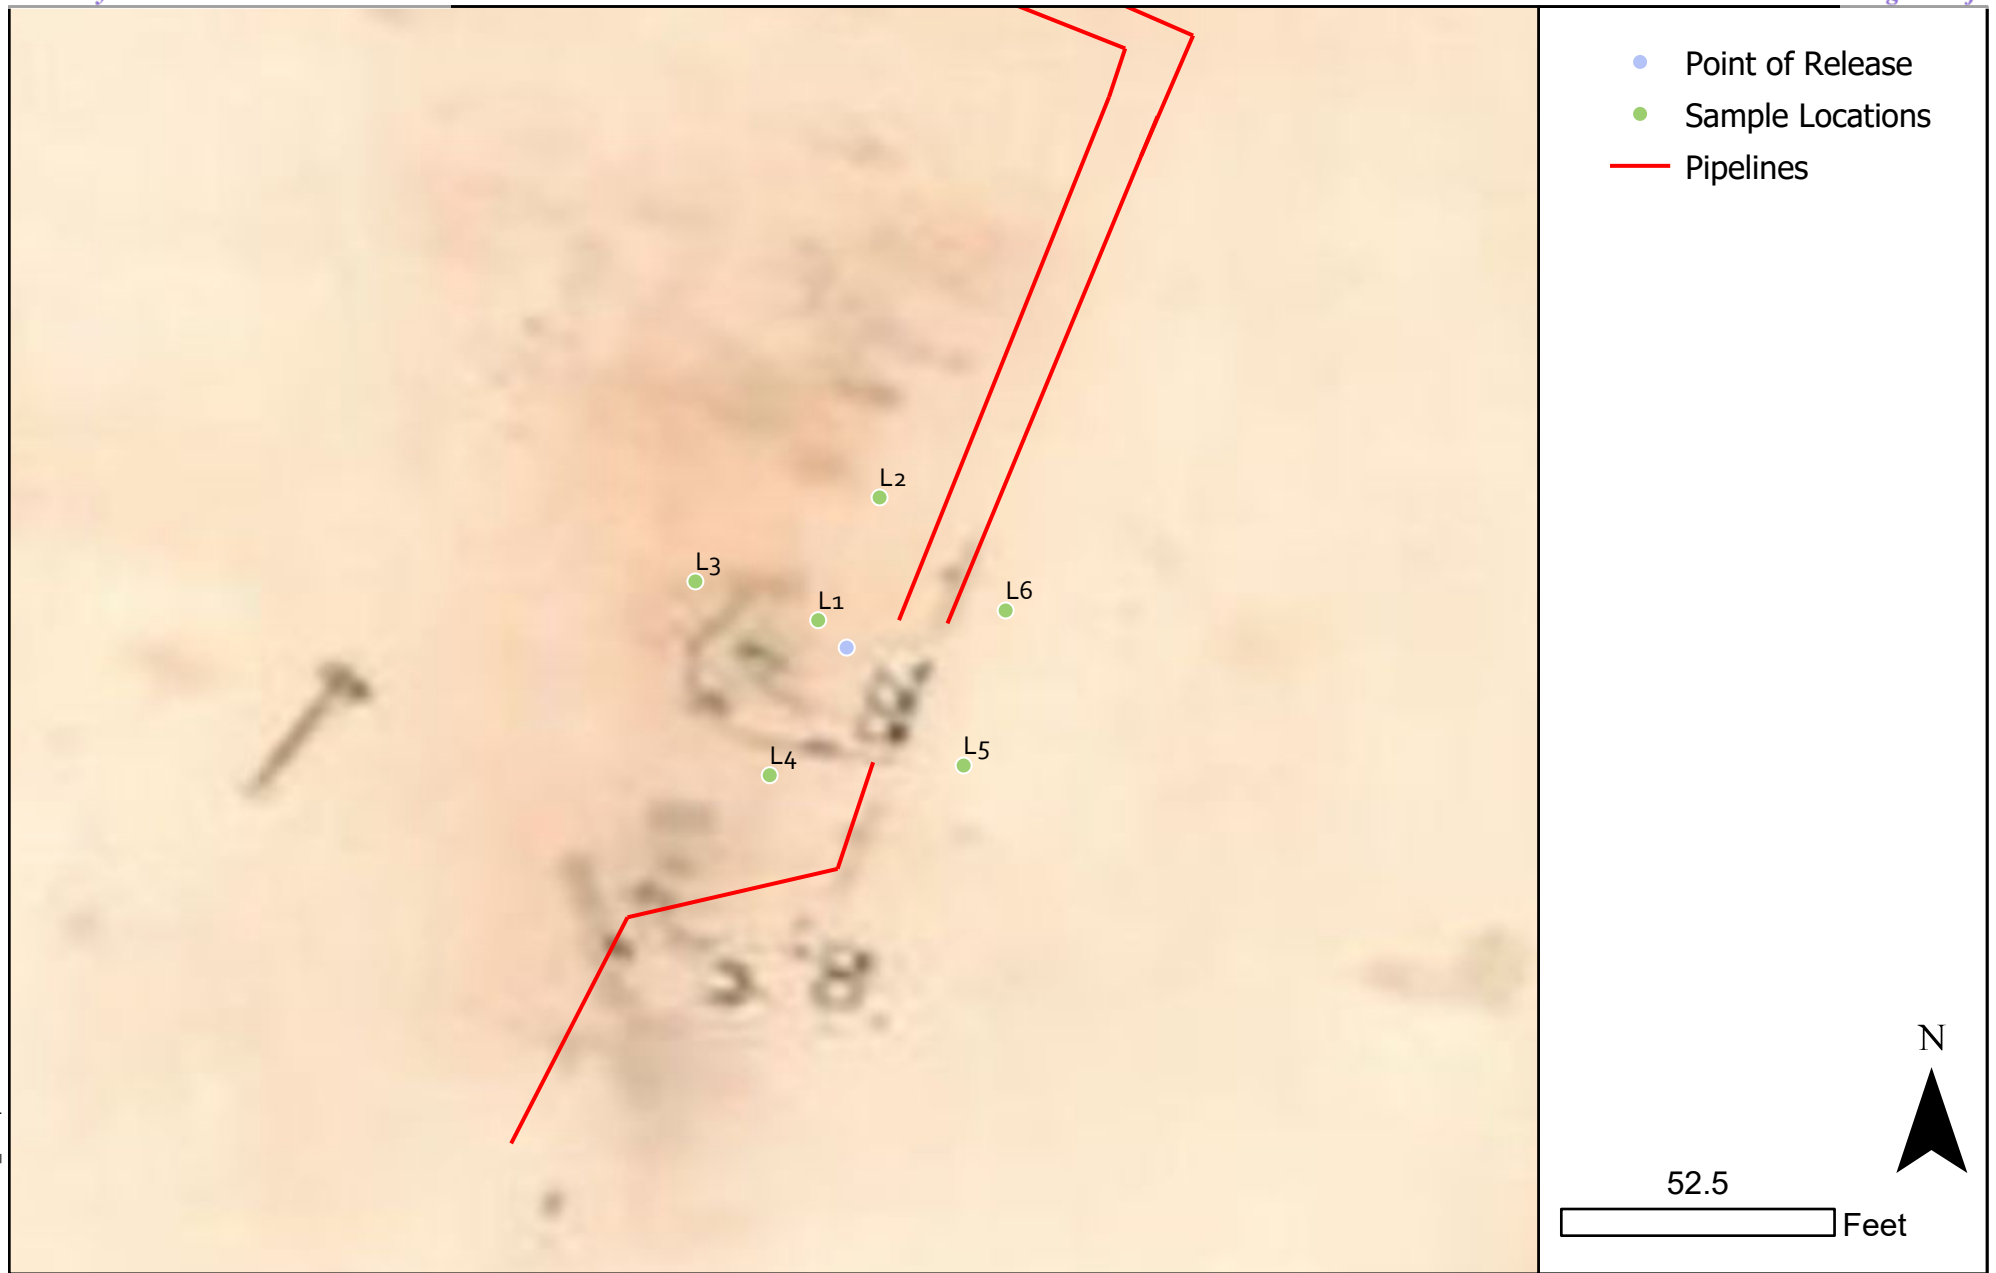 Point of Release
Sample Locations
Pipelines
L2
L3
L6
L1
L5
L4
N
52.5
Feet